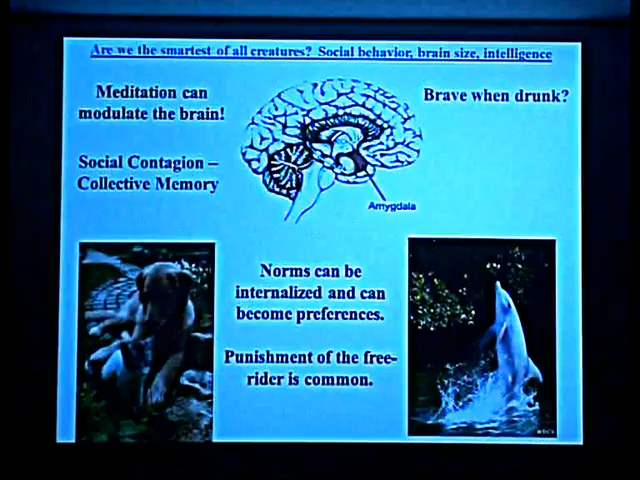 Are we the smartest of all creatures? Social behavior, brain size, intelligence
Meditation can
modulate the brain!
Brave when drunk?
Social Contagion –
Collective Memory
Amygdala
Norms can be
internalized and can
become preferences.
Punishment of the free-
rider is common.